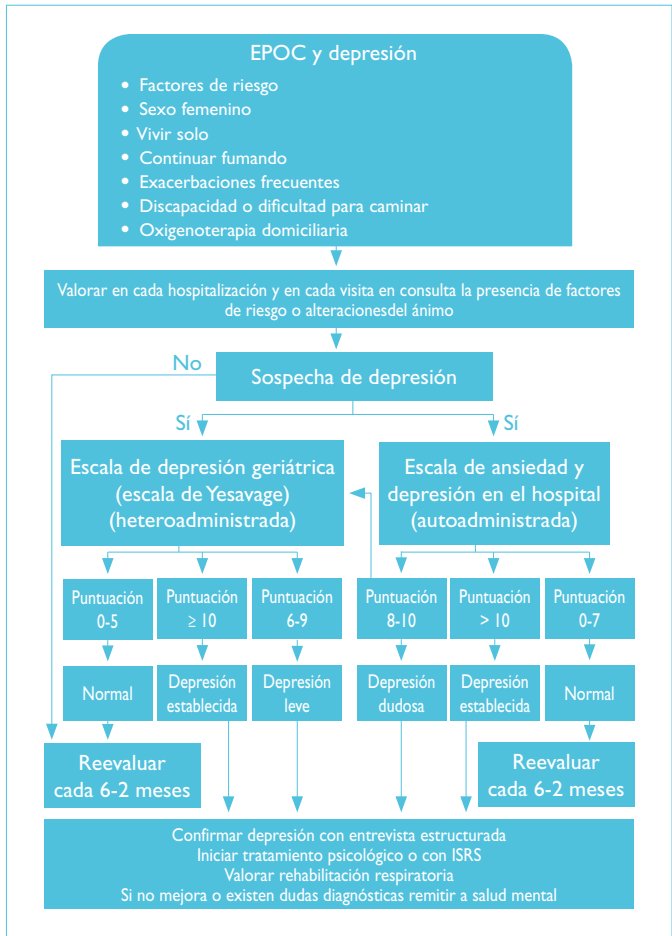 EPOC y depresión
• Factores de riesgo
• Sexo femenino
• Vivir solo
• Continuar fumando
• Exacerbaciones frecuentes
• Discapacidad o dificultad para caminar
• Oxigenoterapia domiciliaria
Valorar en cada hospitalización y en cada visita en consulta la presencia de factores
de riesgo o alteracionesdel ánimo
No
Sospecha de depresión
Sí
Sí
Escala de depresión geriátrica
(escala de Yesavage)
(heteroadministrada)
Escala de ansiedad y
depresión en el hospital
(autoadministrada)
Puntuación
0-5
Puntuación
≥ 10
Puntuación
6-9
Puntuación
8-10
Puntuación
> 10
Puntuación
0-7
Normal
Depresión
establecida
Depresión
leve
Depresión
dudosa
Depresión
establecida
Normal
Reevaluar
cada 6-2 meses
Reevaluar
cada 6-2 meses
Confirmar depresión con entrevista estructurada
Iniciar tratamiento psicológico o con ISRS
Valorar rehabilitación respiratoria
Si no mejora o existen dudas diagnósticas remitir a salud mental